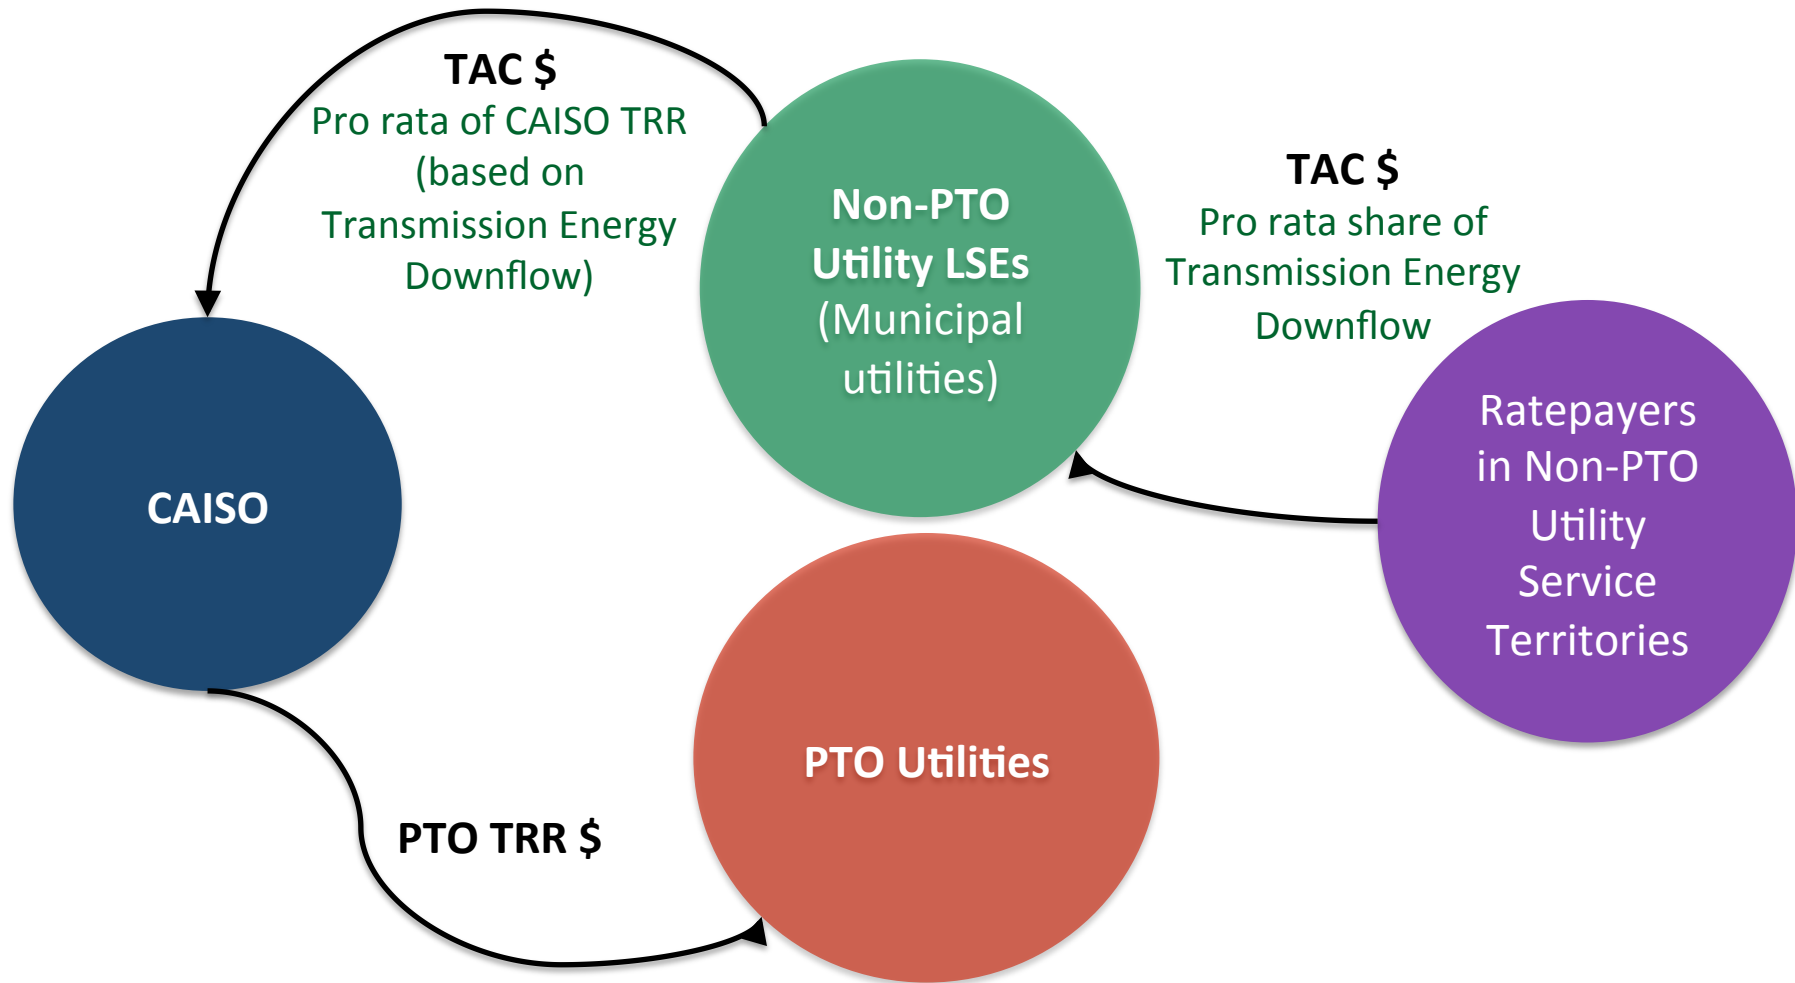 TAC $
Pro rata of CAISO TRR
(based on
Transmission Energy
Downflow)
Non-PTO
Utility LSEs
(Municipal
utilities)
TAC $
Pro rata share of
Transmission Energy
Downflow
Ratepayers
in Non-PTO
Utility
Service
Territories
CAISO
PTO Utilities
PTO TRR $